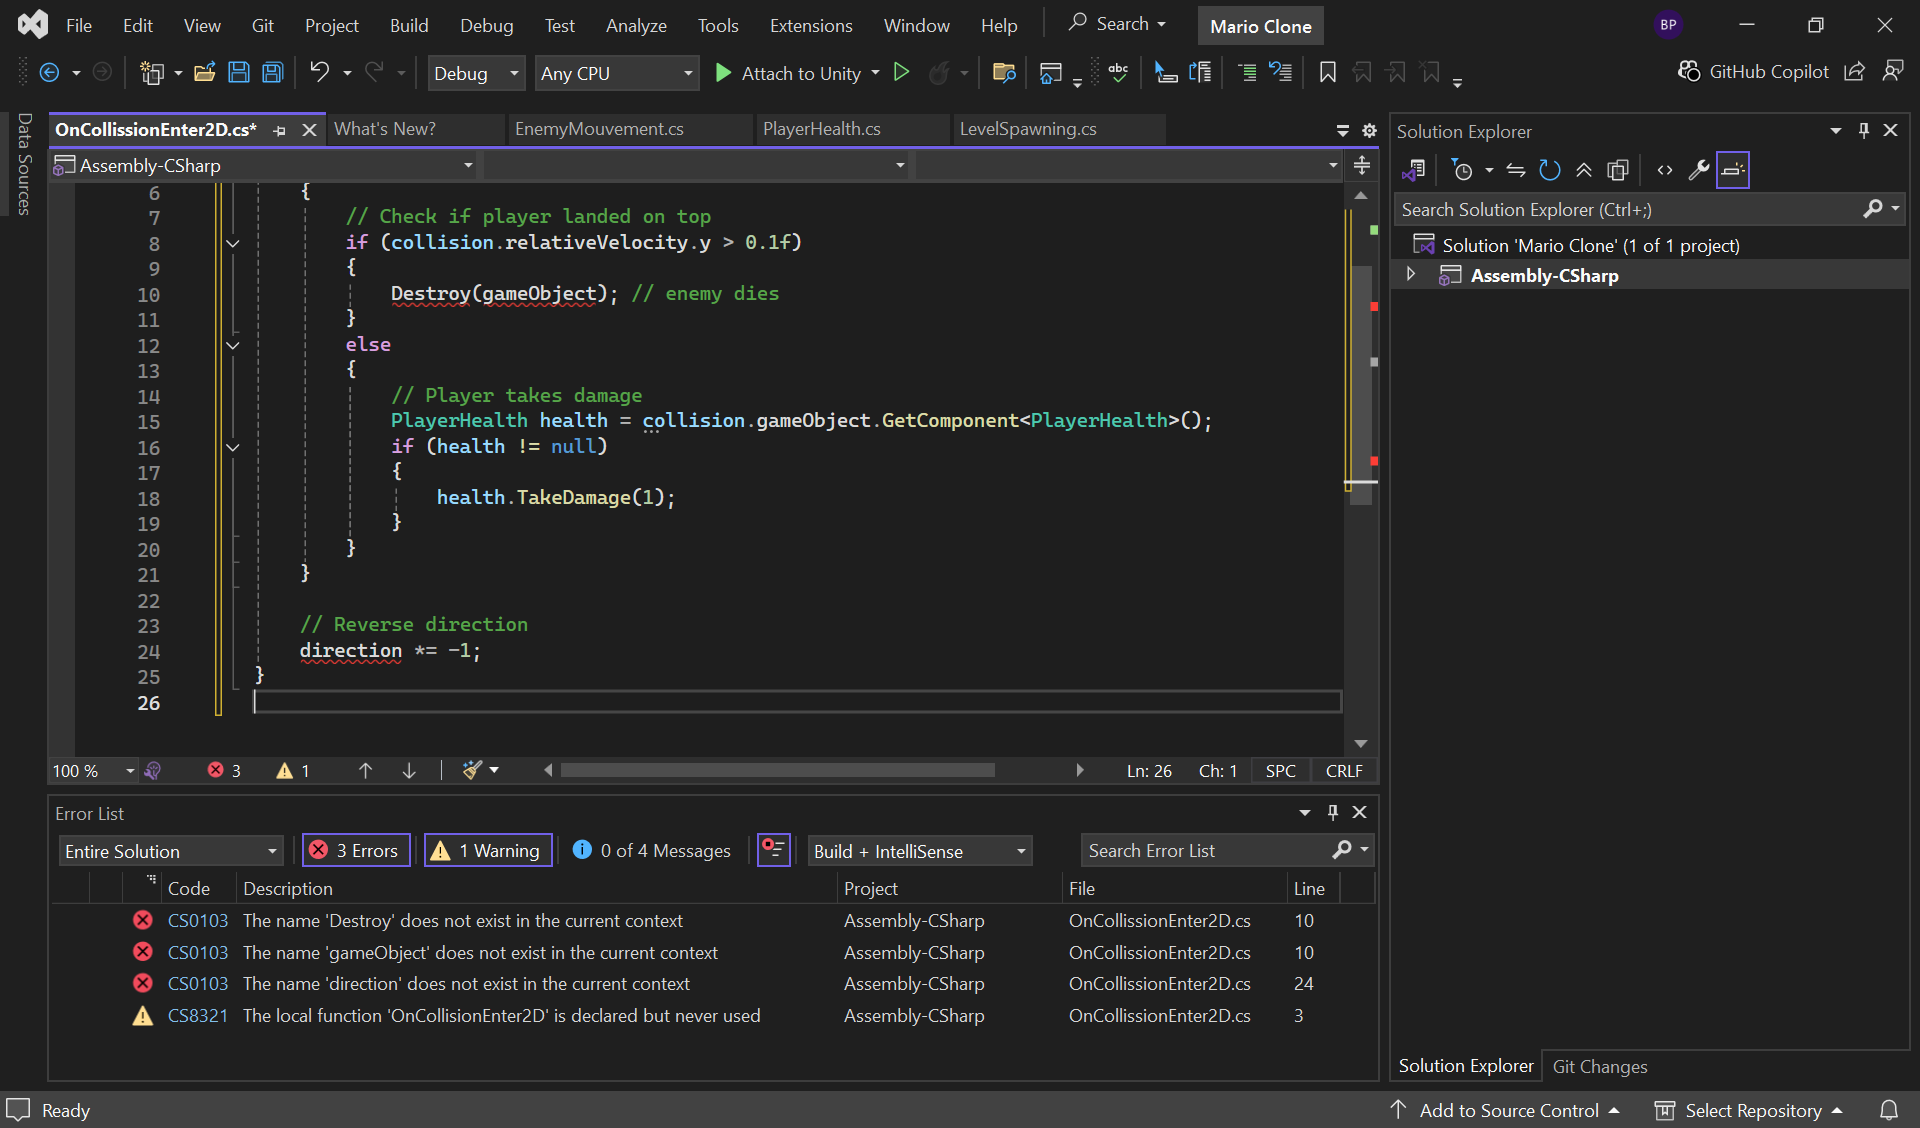 File Edit View Git Project Build Debug Test Analyze Tools Extensions Window Help Search Mario Clone BP
Debug Any CPU Attach to Unity GitHub Copilot
Data Sources
OnCollissionEnter2D.cs* What's New? EnemyMouvement.cs PlayerHealth.cs LevelSpawning.cs
Assembly-CSharp
6 {
7 // Check if player landed on top
8 if (collision.relativeVelocity.y > 0.1f)
9 {
10 Destroy(gameObject); // enemy dies
11 }
12 else
13 {
14 // Player takes damage
15 PlayerHealth health = collision.gameObject.GetComponent<PlayerHealth>();
16 if (health != null)
17 {
18 health.TakeDamage(1);
19 }
20 }
21 }
22
23 // Reverse direction
24 direction *= -1;
25 }
26
100 % 3 1 Ln: 26 Ch: 1 SPC CRLF
Error List
Entire Solution 3 Errors 1 Warning 0 of 4 Messages Build + IntelliSense Search Error List
Code Description Project File Line
CS0103 The name 'Destroy' does not exist in the current context Assembly-CSharp OnCollissionEnter2D.cs 10
CS0103 The name 'gameObject' does not exist in the current context Assembly-CSharp OnCollissionEnter2D.cs 10
CS0103 The name 'direction' does not exist in the current context Assembly-CSharp OnCollissionEnter2D.cs 24
CS8321 The local function 'OnCollisionEnter2D' is declared but never used Assembly-CSharp OnCollissionEnter2D.cs 3
Solution Explorer
Search Solution Explorer (Ctrl+;)
Solution 'Mario Clone' (1 of 1 project)
Assembly-CSharp
Solution Explorer Git Changes
Ready Add to Source Control Select Repository